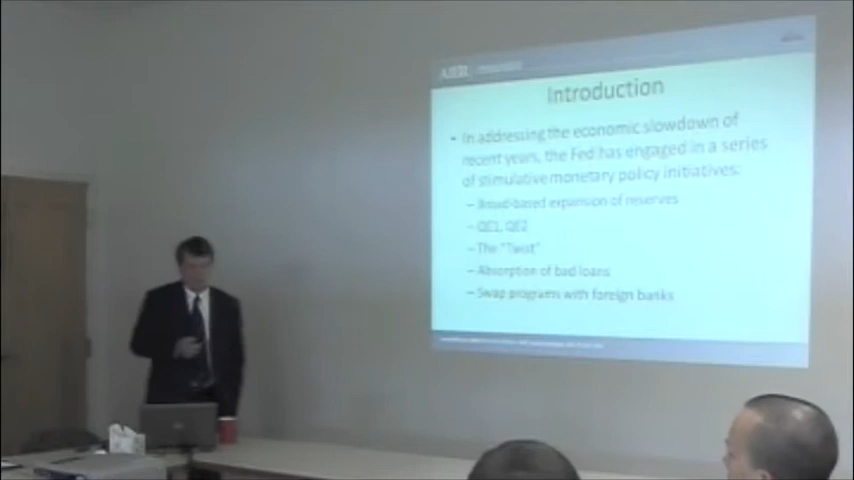 AIER
Introduction
• In addressing the economic slowdown of
recent years, the Fed has engaged in a series
of stimulative monetary policy initiatives:
– Broad-based expansion of reserves
– QE1, QE2
– The "Twist"
– Absorption of bad loans
– Swap programs with foreign banks